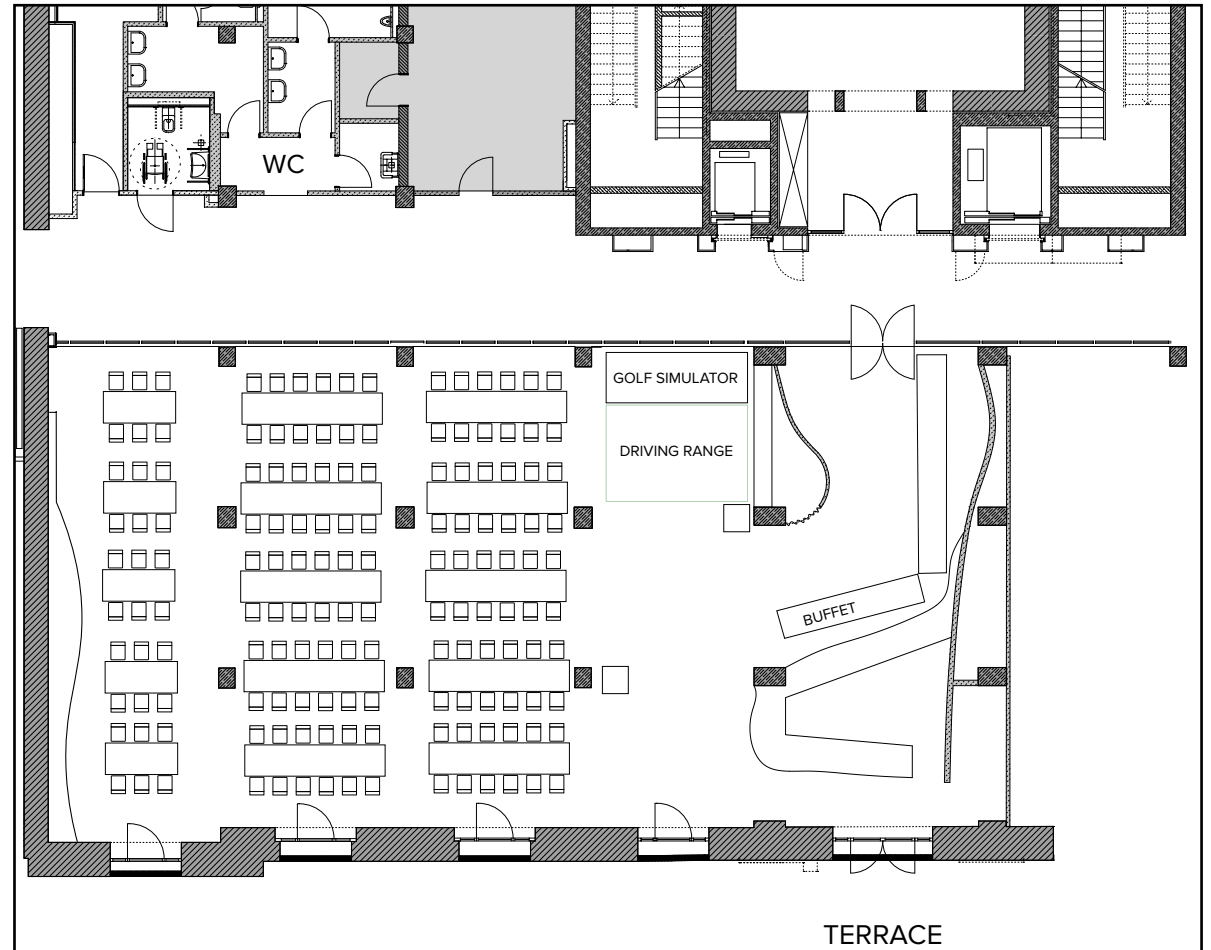 WC
GOLF SIMULATOR
DRIVING RANGE
BUFFET
TERRACE